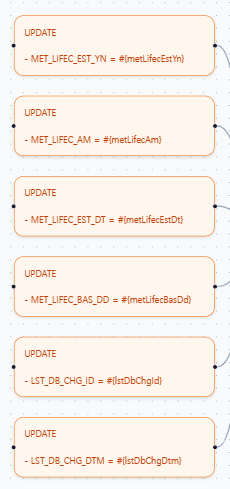 UPDATE
- MET_LIFEC_EST_YN = #{metLifecEstYn}
UPDATE
- MET_LIFEC_AM = #{metLifecAm}
UPDATE
- MET_LIFEC_EST_DT = #{metLifecEstDt}
UPDATE
- MET_LIFEC_BAS_DD = #{metLifecBasDd}
UPDATE
- LST_DB_CHG_ID = #{lstDbChgId}
UPDATE
- LST_DB_CHG_DTM = #{lstDbChgDtm}